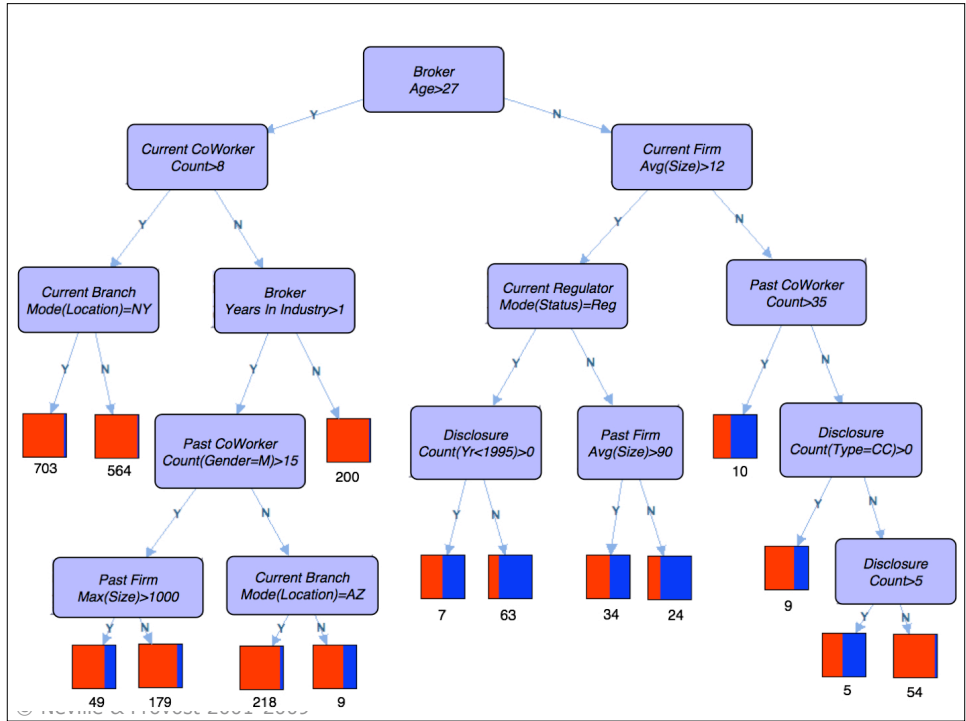 Broker
Age>27
Y
N
Current CoWorker
Count>8
Current Firm
Avg(Size)>12
Y
N
Y
N
Current Branch
Mode(Location)=NY
Broker
Years In Industry>1
Current Regulator
Mode(Status)=Reg
Past CoWorker
Count>35
Y
N
Y
N
Y
N
Y
N
703
564
Past CoWorker
Count(Gender=M)>15
200
Disclosure
Count(Yr<1995)>0
Past Firm
Avg(Size)>90
10
Disclosure
Count(Type=CC)>0
Y
N
Y
N
Y
N
Y
N
Past Firm
Max(Size)>1000
Current Branch
Mode(Location)=AZ
7
63
34
24
9
Disclosure
Count>5
Y
N
Y
N
Y
N
49
179
218
9
5
54
© Neville & Provost 2001-2009